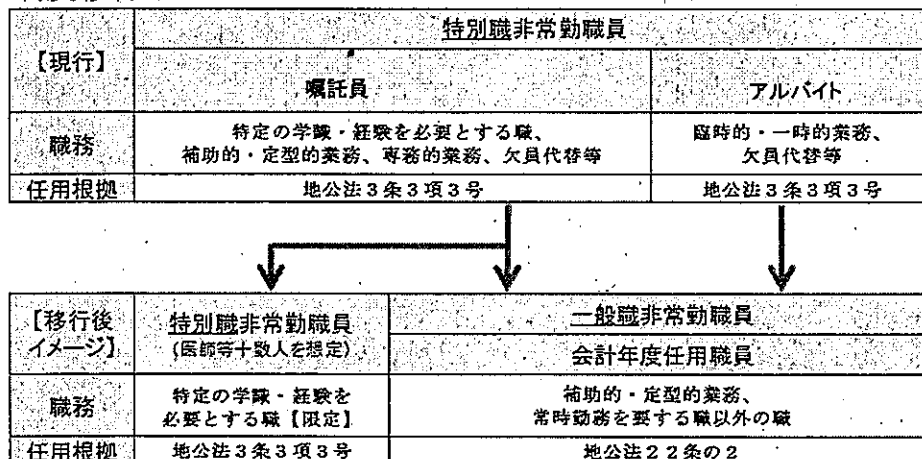 特別職非常勤職員
【現行】
嘱託員
アルバイト
職務
特定の学識・経験を必要とする職、
補助的・定型的業務、専務的業務、欠員代替等
臨時的・一時的業務、
欠員代替等
任用根拠
地公法3条3項3号
地公法3条3項3号
【移行後
イメージ】
特別職非常勤職員
(医師等十数人を想定)
一般職非常勤職員
会計年度任用職員
職務
特定の学識・経験を
必要とする職【限定】
補助的・定型的業務、
常時勤務を要する職以外の職
任用根拠
地公法3条3項3号
地公法22条の2